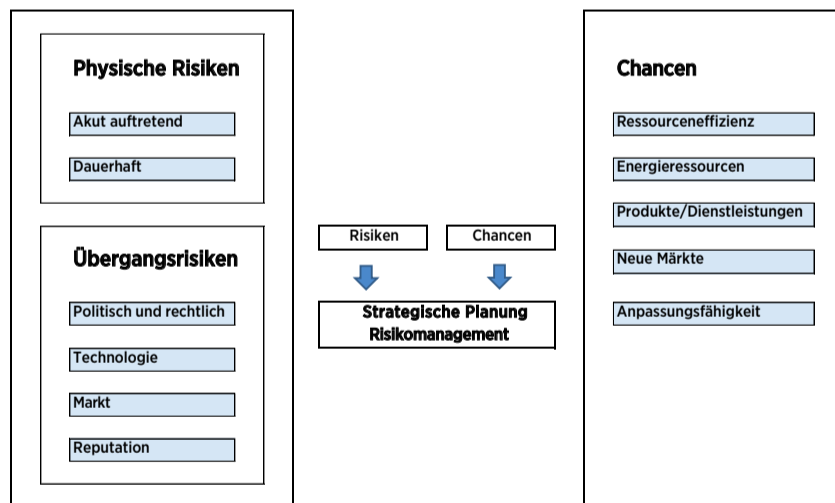 Physische Risiken
Akut auftretend
Dauerhaft
Übergangsrisiken
Politisch und rechtlich
Technologie
Markt
Reputation
Risiken
Chancen
Strategische Planung
Risikomanagement
Chancen
Ressourceneffizienz
Energieressourcen
Produkte/Dienstleistungen
Neue Märkte
Anpassungsfähigkeit